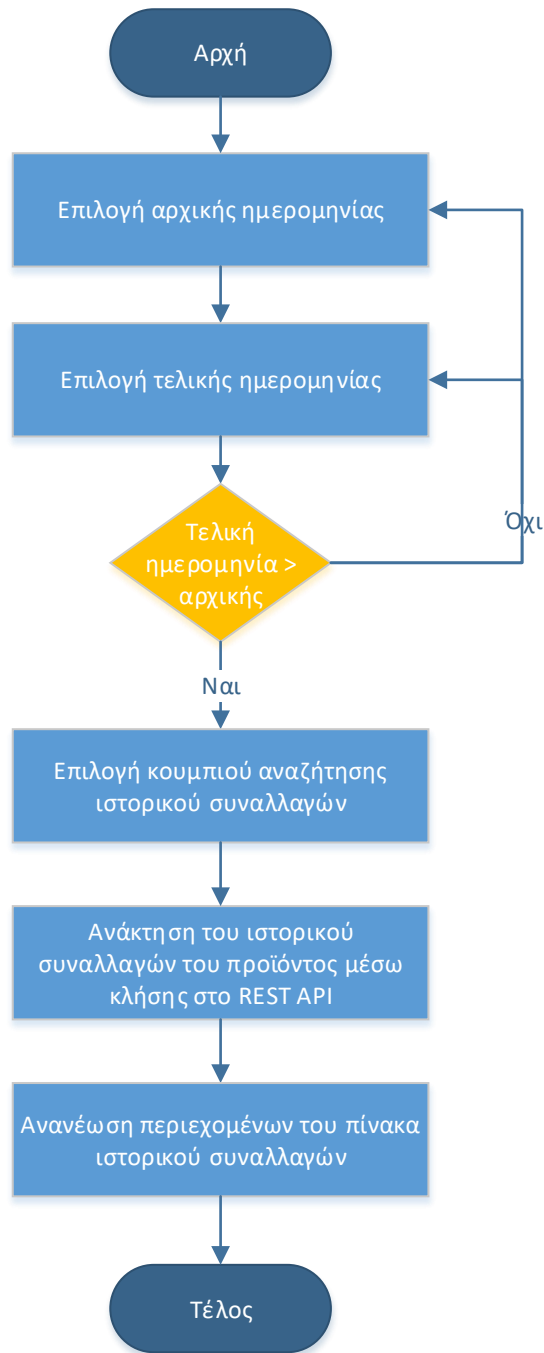 Αρχή
Επιλογή αρχικής ημερομηνίας
Επιλογή τελικής ημερομηνίας
Τελική
ημερομηνία >
αρχικής
Όχι
Ναι
Επιλογή κουμπιού αναζήτησης
ιστορικού συναλλαγών
Ανάκτηση του ιστορικού
συναλλαγών του προϊόντος μέσω
κλήσης στο REST API
Ανανέωση περιεχομένων του πίνακα
ιστορικού συναλλαγών
Τέλος